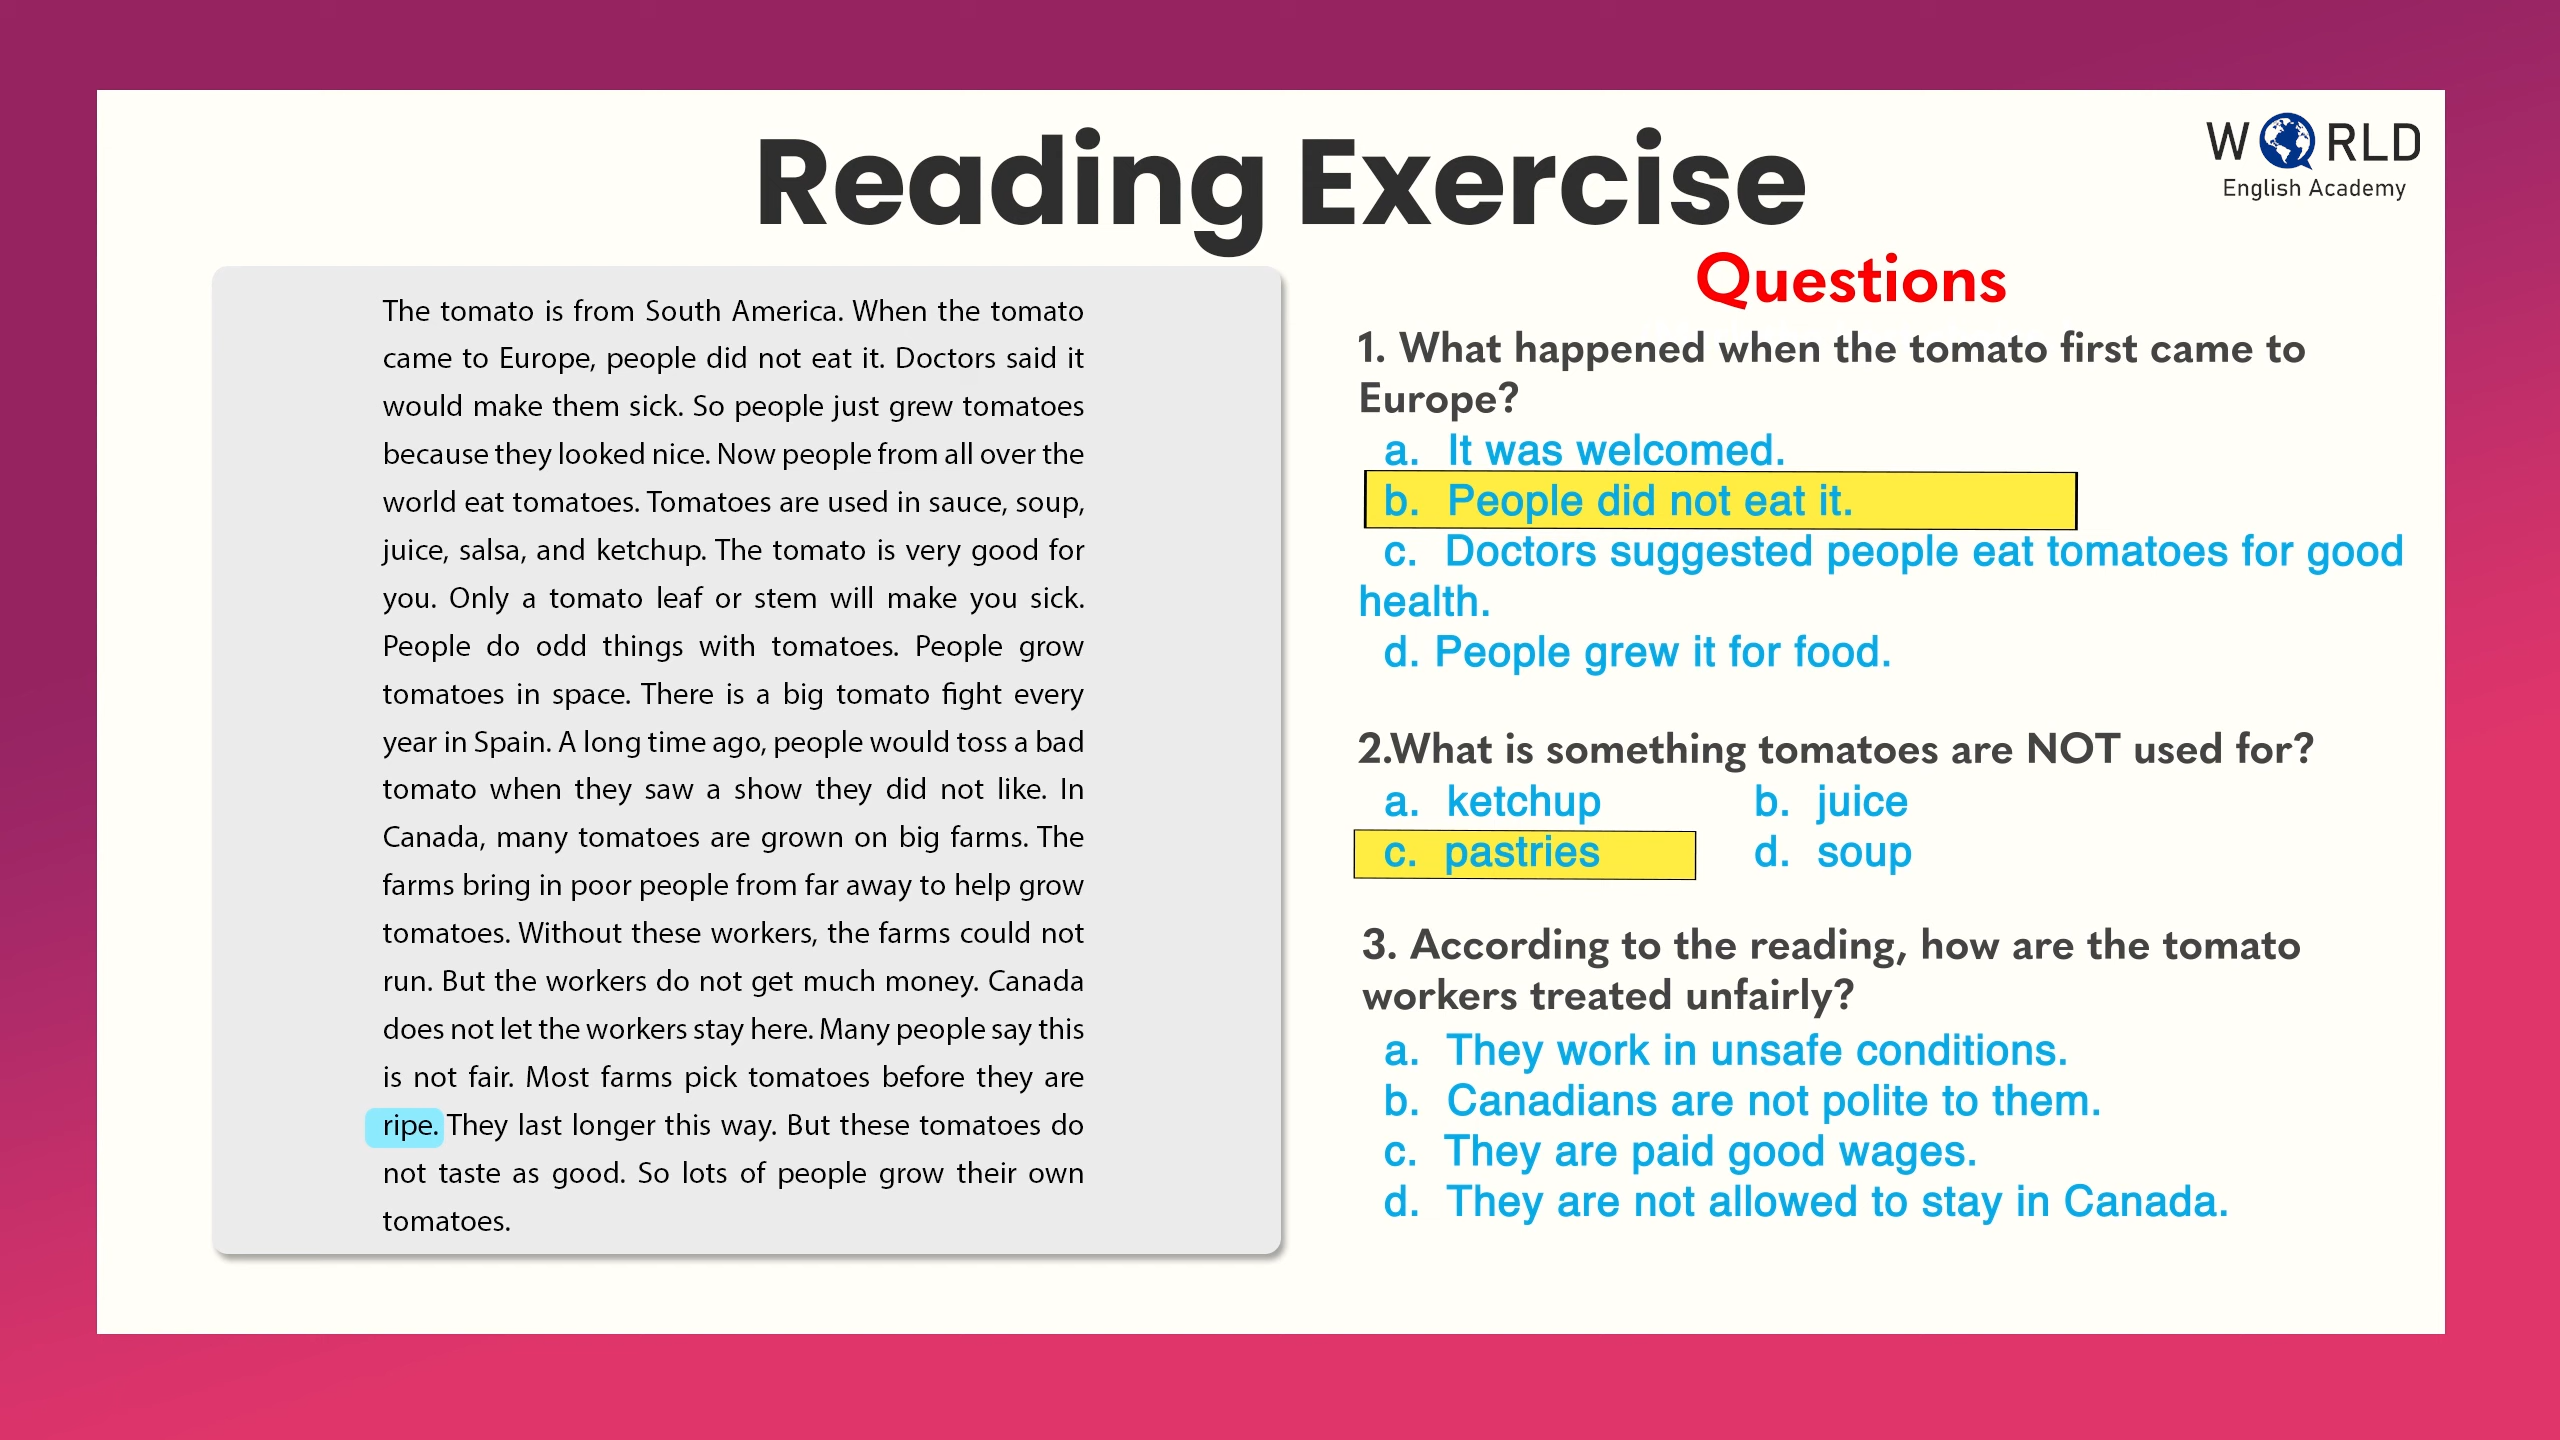 Reading Exercise
W RLD
English Academy
The tomato is from South America. When the tomato
came to Europe, people did not eat it. Doctors said it
would make them sick. So people just grew tomatoes
because they looked nice. Now people from all over the
world eat tomatoes. Tomatoes are used in sauce, soup,
juice, salsa, and ketchup. The tomato is very good for
you. Only a tomato leaf or stem will make you sick.
People do odd things with tomatoes. People grow
tomatoes in space. There is a big tomato fight every
year in Spain. A long time ago, people would toss a bad
tomato when they saw a show they did not like. In
Canada, many tomatoes are grown on big farms. The
farms bring in poor people from far away to help grow
tomatoes. Without these workers, the farms could not
run. But the workers do not get much money. Canada
does not let the workers stay here. Many people say this
is not fair. Most farms pick tomatoes before they are
ripe. They last longer this way. But these tomatoes do
not taste as good. So lots of people grow their own
tomatoes.
Questions
1. What happened when the tomato first came to
Europe?
a. It was welcomed.
b. People did not eat it.
c. Doctors suggested people eat tomatoes for good
health.
d. People grew it for food.
2.What is something tomatoes are NOT used for?
a. ketchup b. juice
c. pastries d. soup
3. According to the reading, how are the tomato
workers treated unfairly?
a. They work in unsafe conditions.
b. Canadians are not polite to them.
c. They are paid good wages.
d. They are not allowed to stay in Canada.